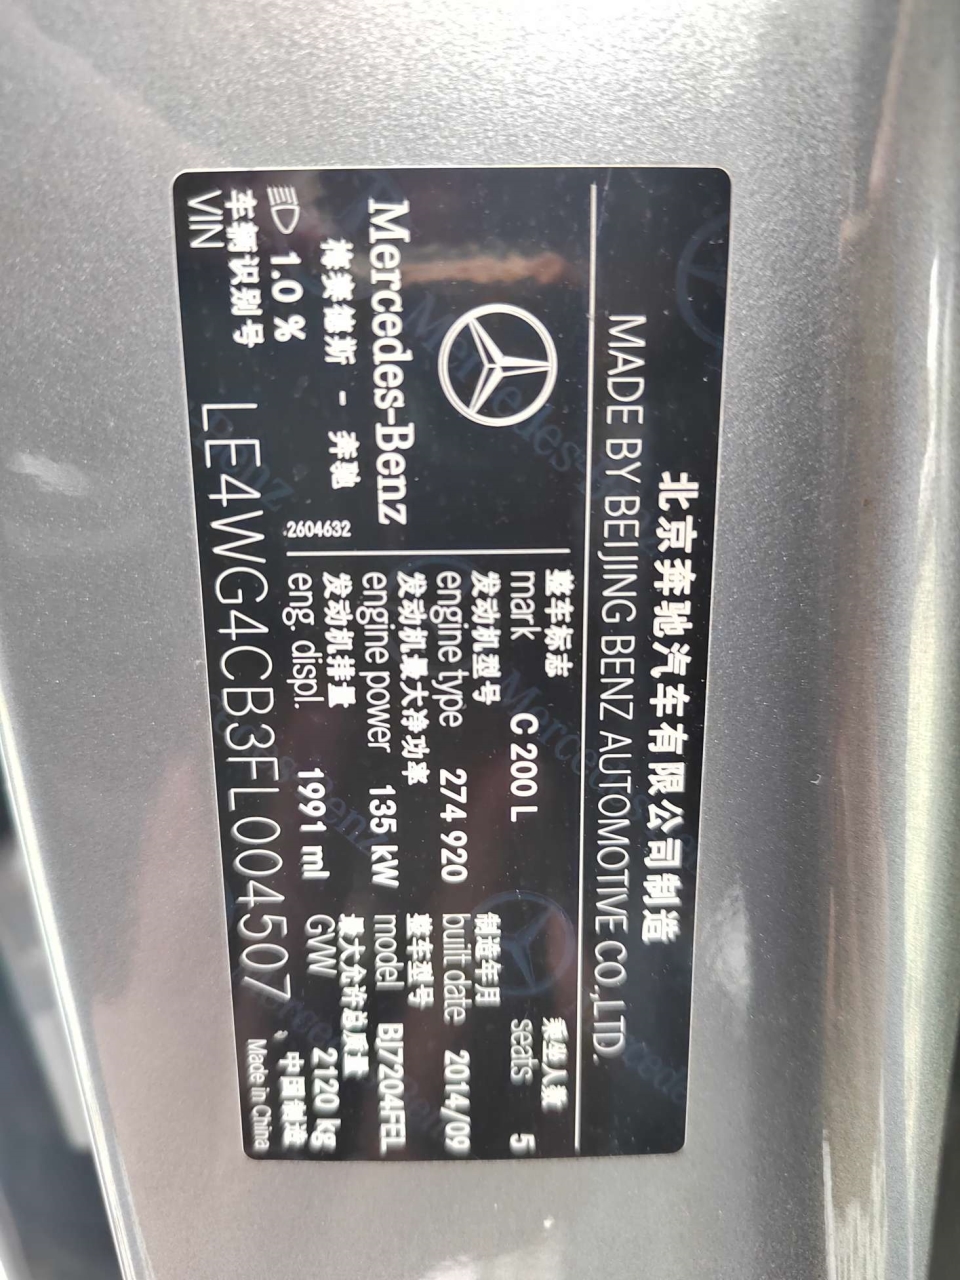 北京奔驰汽车有限公司制造
MADE BY BEIJING BENZ AUTOMOTIVE CO.,LTD.
Mercedes-Benz
梅赛德斯 - 奔驰
1.0 %
2604632
整车标志
mark C 200 L
乘坐人数
seats 5
发动机型号
engine type 274 920
制造年月
built date 2014/09
发动机最大净功率
engine power 135 kW
整车型号
model BJ7204FEL
发动机排量
eng. displ. 1991 ml
最大允许总质量
GVW 2120 kg
车辆识别号
VIN LE4WG4CB3FL004507
中国制造
Made in China